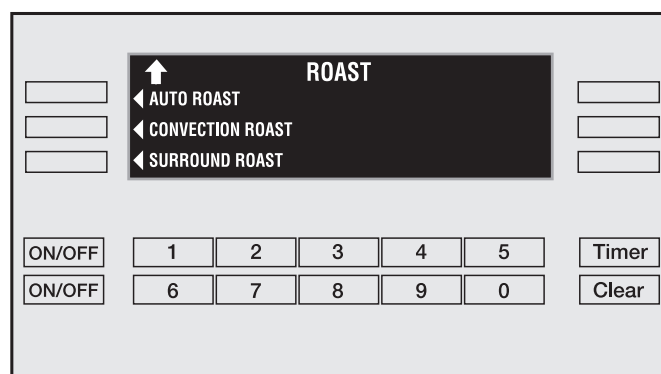 ROAST
AUTO ROAST
CONVECTION ROAST
SURROUND ROAST
ON/OFF 1 2 3 4 5 Timer
ON/OFF 6 7 8 9 0 Clear